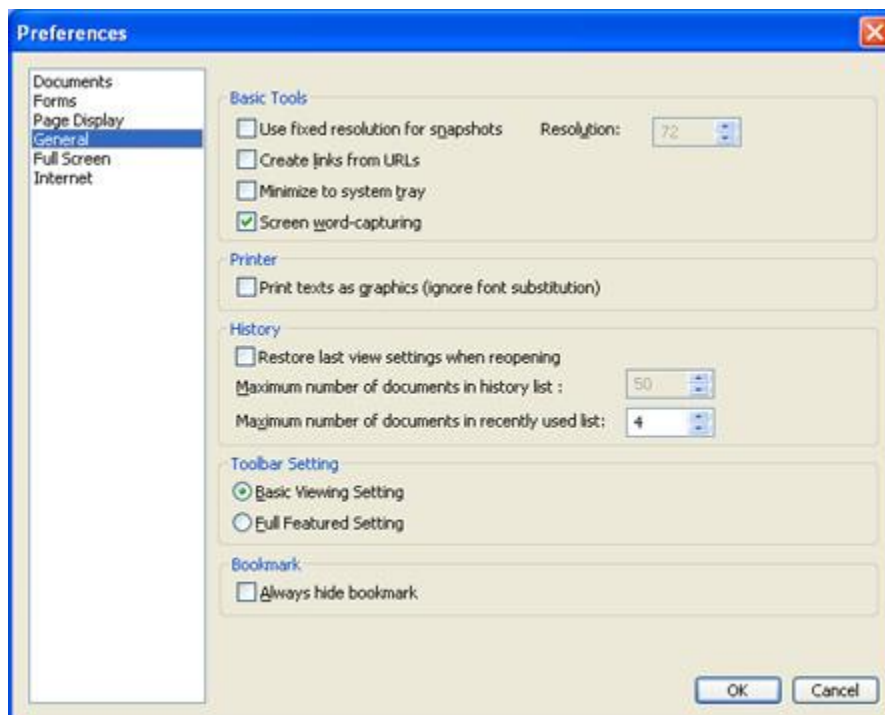 Preferences
Documents
Forms
Page Display
General
Full Screen
Internet
Basic Tools
Use fixed resolution for snapshots Resolution: 72
Create links from URLs
Minimize to system tray
Screen word-capturing
Printer
Print texts as graphics (ignore font substitution)
History
Restore last view settings when reopening
Maximum number of documents in history list : 50
Maximum number of documents in recently used list: 4
Toolbar Setting
Basic Viewing Setting
Full Featured Setting
Bookmark
Always hide bookmark
OK Cancel